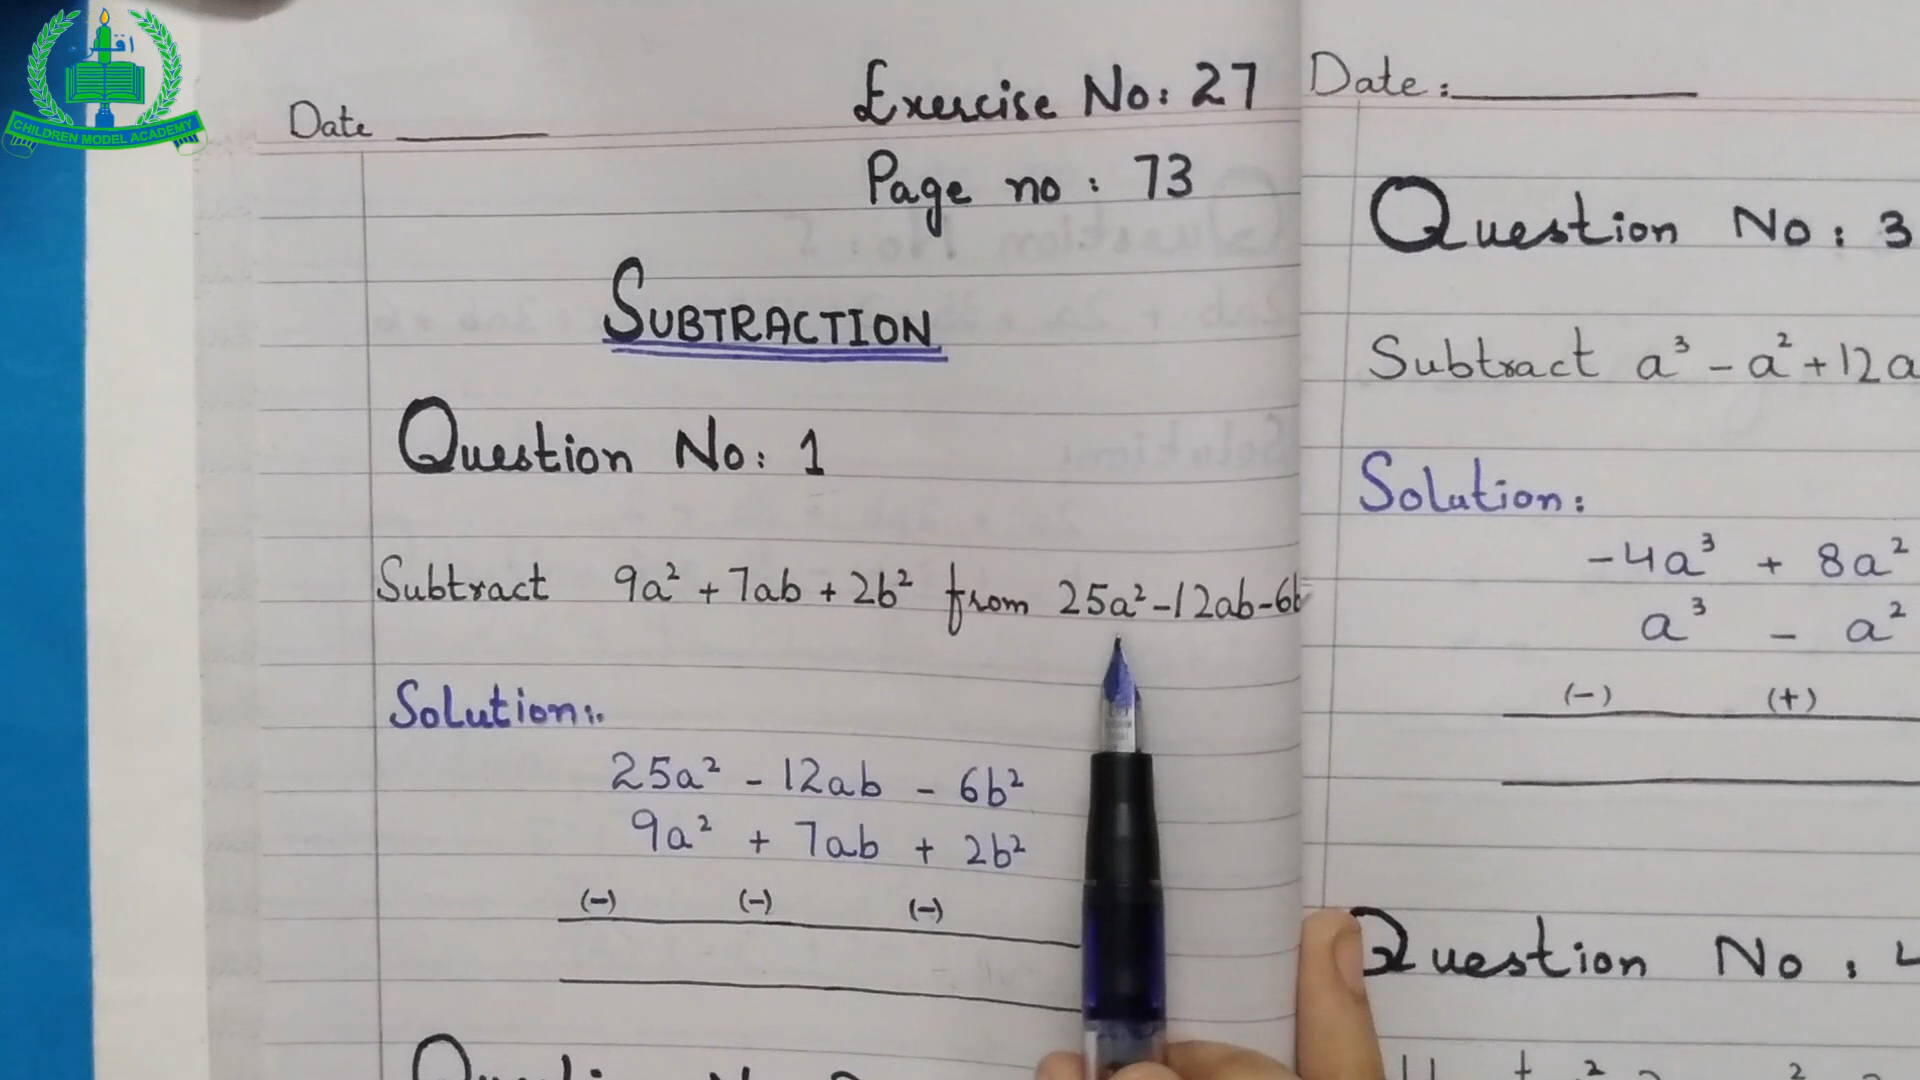 اقرء
CHILDREN MODEL ACADEMY
Date
Exercise No: 27
Page no: 73
SUBTRACTION
Question No: 1
Subtract 9a² + 7ab + 2b² from 25a² - 12ab - 6b
Solution:
25a² - 12ab - 6b²
9a² + 7ab + 2b²
(-) (-) (-)
Date:
Question No: 3
Subtract a³ - a² + 12a
Solution:
-4a³ + 8a²
a³ - a²
(-) (+)
Question No: